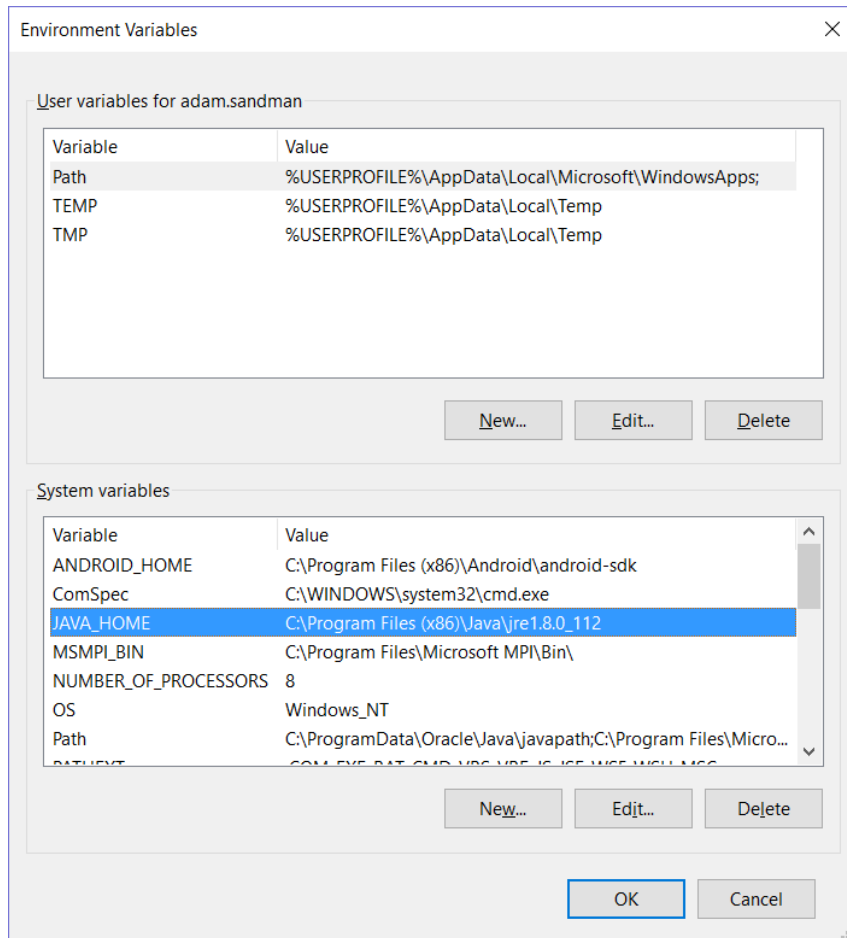 Environment Variables
User variables for adam.sandman
Variable Value
Path %USERPROFILE%\AppData\Local\Microsoft\WindowsApps;
TEMP %USERPROFILE%\AppData\Local\Temp
TMP %USERPROFILE%\AppData\Local\Temp
New... Edit... Delete
System variables
Variable Value
ANDROID_HOME C:\Program Files (x86)\Android\android-sdk
ComSpec C:\WINDOWS\system32\cmd.exe
JAVA_HOME C:\Program Files (x86)\Java\jre1.8.0_112
MSMPI_BIN C:\Program Files\Microsoft MPI\Bin\
NUMBER_OF_PROCESSORS 8
OS Windows_NT
Path C:\ProgramData\Oracle\Java\javapath;C:\Program Files\Micro...
New... Edit... Delete
OK Cancel